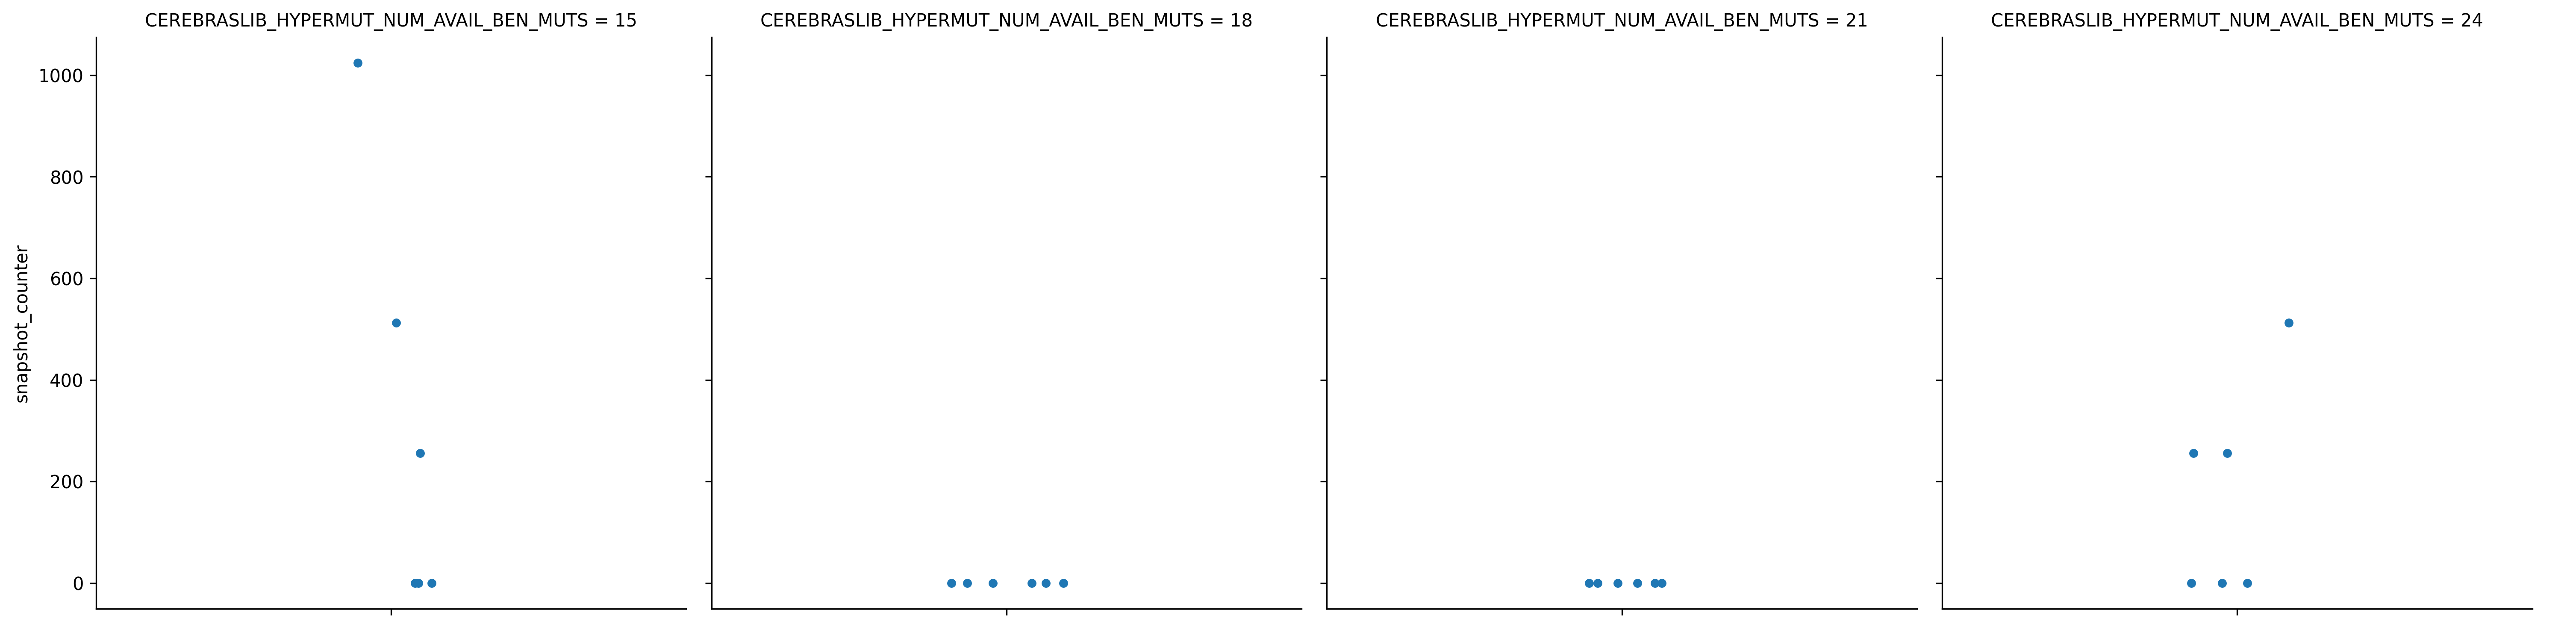 CEREBRASLIB_HYPERMUT_NUM_AVAIL_BEN_MUTS = 15
CEREBRASLIB_HYPERMUT_NUM_AVAIL_BEN_MUTS = 18
CEREBRASLIB_HYPERMUT_NUM_AVAIL_BEN_MUTS = 21
CEREBRASLIB_HYPERMUT_NUM_AVAIL_BEN_MUTS = 24
snapshot_counter
1000
800
600
400
200
0